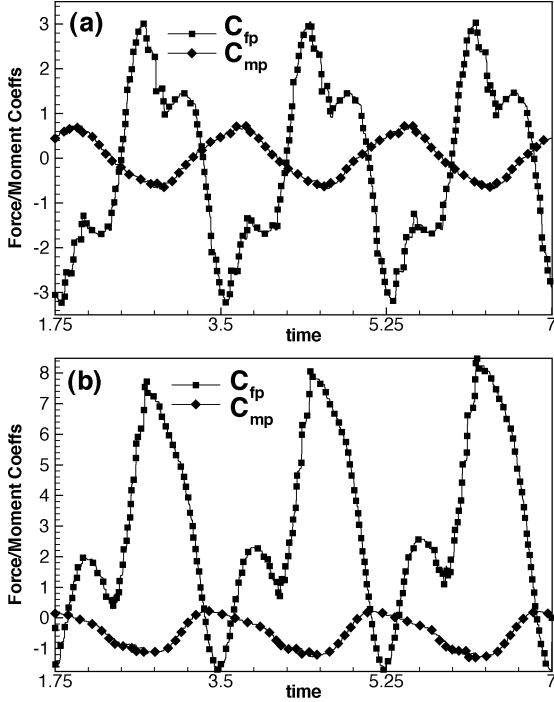 (a)
C_fp
C_mp
Force/Moment Coeffs
3
2
1
0
-1
-2
-3
1.75 3.5 5.25 7
time
(b)
C_fp
C_mp
Force/Moment Coeffs
8
7
6
5
4
3
2
1
0
-1
1.75 3.5 5.25 7
time